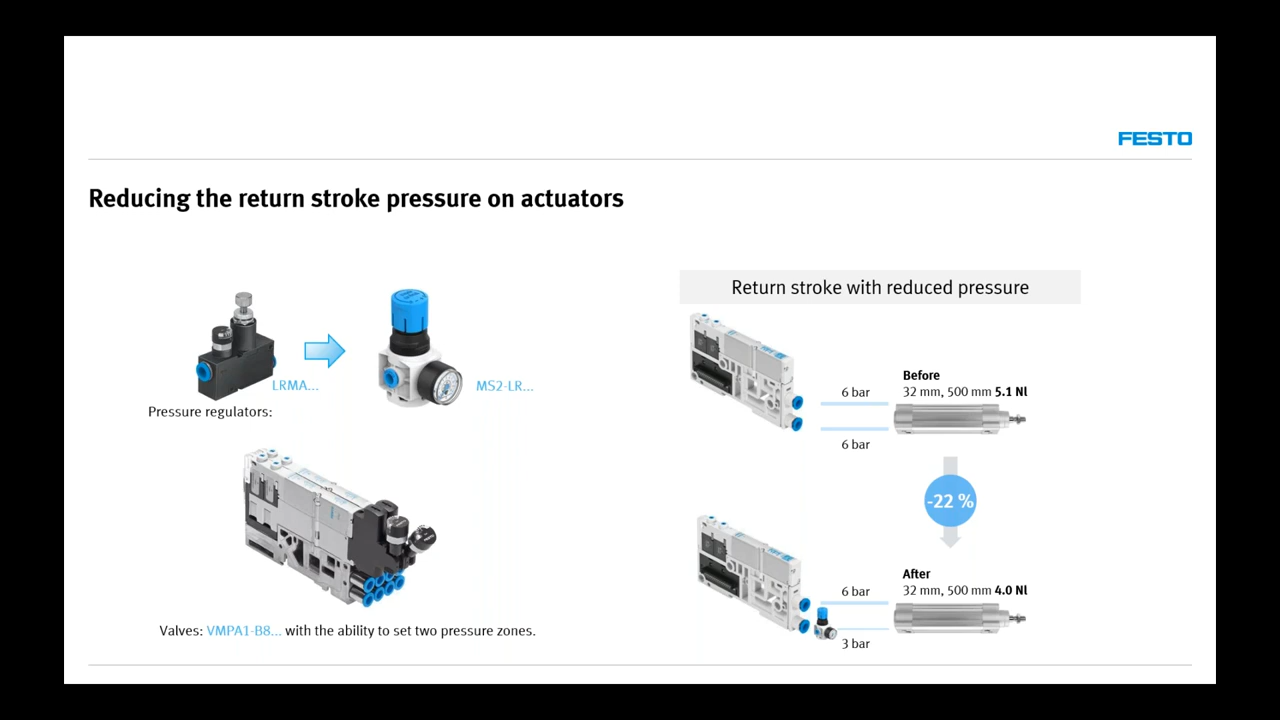 FESTO
Reducing the return stroke pressure on actuators
LRMA...
MS2-LR...
Pressure regulators:
Valves: VMPA1-B8... with the ability to set two pressure zones.
Return stroke with reduced pressure
6 bar
6 bar
Before
32 mm, 500 mm 5.1 Nl
-22 %
6 bar
3 bar
After
32 mm, 500 mm 4.0 Nl